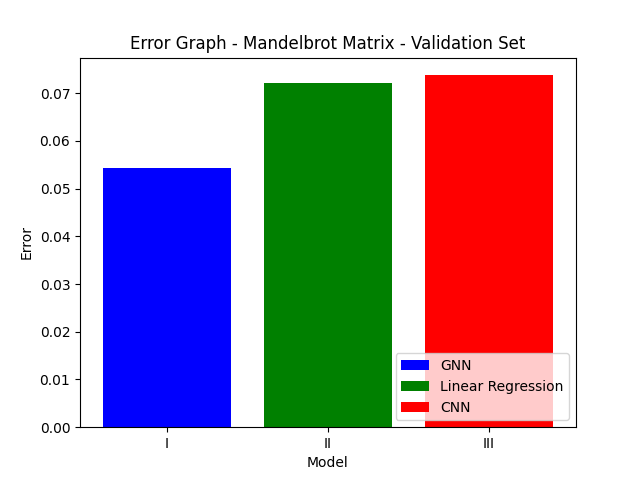 Error Graph - Mandelbrot Matrix - Validation Set
0.07
0.06
0.05
0.04
0.03
0.02
0.01
0.00
Error
GNN
Linear Regression
CNN
I II III
Model